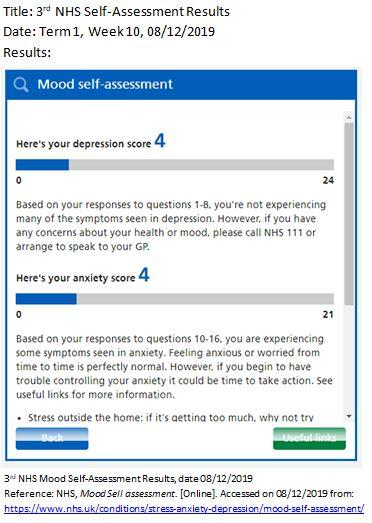 Title: 3rd NHS Self-Assessment Results
Date: Term 1, Week 10, 08/12/2019
Results:
Mood self-assessment
Here's your depression score 4
0 24
Based on your responses to questions 1-8, you're not experiencing
many of the symptoms seen in depression. However, if you have
any concerns about your health or mood, please call NHS 111 or
arrange to speak to your GP.
Here's your anxiety score 4
0 21
Based on your responses to questions 10-16, you are experiencing
some symptoms seen in anxiety. Feeling anxious or worried from
time to time is perfectly normal. However, if you begin to have
trouble controlling your anxiety it could be time to take action. See
useful links for more information.
• Stress outside the home: if it's getting too much, why not try
Back Useful links
3rd NHS Mood Self-Assessment Results, date 08/12/2019
Reference: NHS, Mood Sell assessment. [Online]. Accessed on 08/12/2019 from:
https://www.nhs.uk/conditions/stress-anxiety-depression/mood-self-assessment/